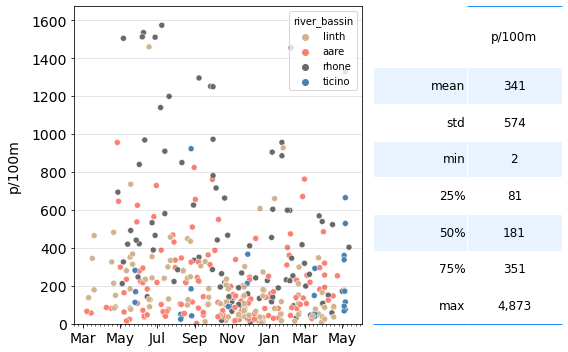 p/100m
1600
1400
1200
1000
800
600
400
200
0
Mar May Jul Sep Nov Jan Mar May
river_basin
linth
aare
rhone
ticino
p/100m
mean 341
std 574
min 2
25% 81
50% 181
75% 351
max 4,873